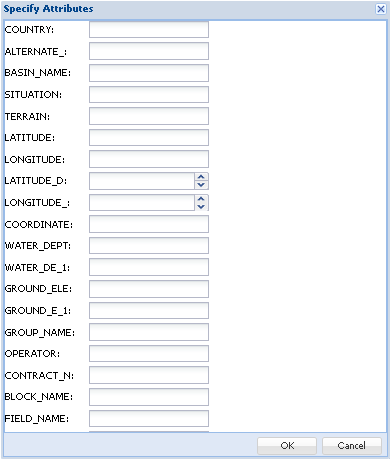 Specify Attributes
COUNTRY:
ALTERNATE_:
BASIN_NAME:
SITUATION:
TERRAIN:
LATITUDE:
LONGITUDE:
LATITUDE_D:
LONGITUDE_:
COORDINATE:
WATER_DEPT:
WATER_DE_1:
GROUND_ELE:
GROUND_E_1:
GROUP_NAME:
OPERATOR:
CONTRACT_N:
BLOCK_NAME:
FIELD_NAME:
OK Cancel